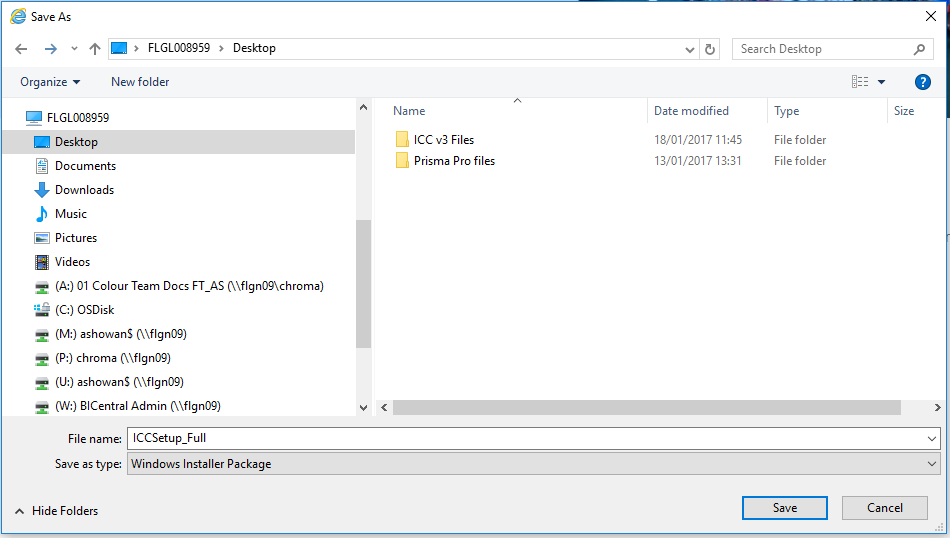 Save As
FLGL008959 Desktop
Search Desktop
Organize
New folder
?
FLGL008959
Desktop
Documents
Downloads
Music
Pictures
Videos
(A:) 01 Colour Team Docs FT_AS (\\flgn09\chroma)
(C:) OSDisk
(M:) ashowan$ (\\flgn09)
(P:) chroma (\\flgn09)
(U:) ashowan$ (\\flgn09)
(W:) BICentral Admin (\\flgn09)
Name Date modified Type Size
ICC v3 Files 18/01/2017 11:45 File folder
Prisma Pro files 13/01/2017 13:31 File folder
File name: ICCSetup_Full
Save as type: Windows Installer Package
Hide Folders
Save
Cancel